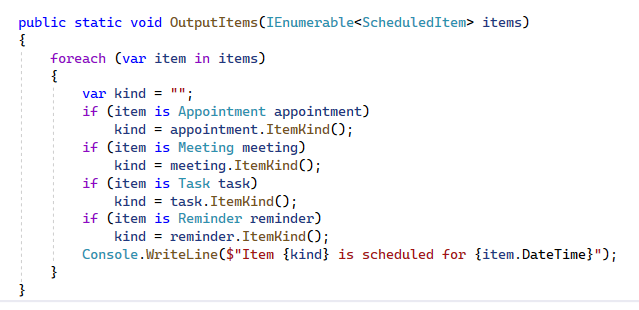 public static void OutputItems(IEnumerable<ScheduledItem> items)
{
    foreach (var item in items)
    {
        var kind = "";
        if (item is Appointment appointment)
            kind = appointment.ItemKind();
        if (item is Meeting meeting)
            kind = meeting.ItemKind();
        if (item is Task task)
            kind = task.ItemKind();
        if (item is Reminder reminder)
            kind = reminder.ItemKind();
        Console.WriteLine($"Item {kind} is scheduled for {item.DateTime}");
    }
}